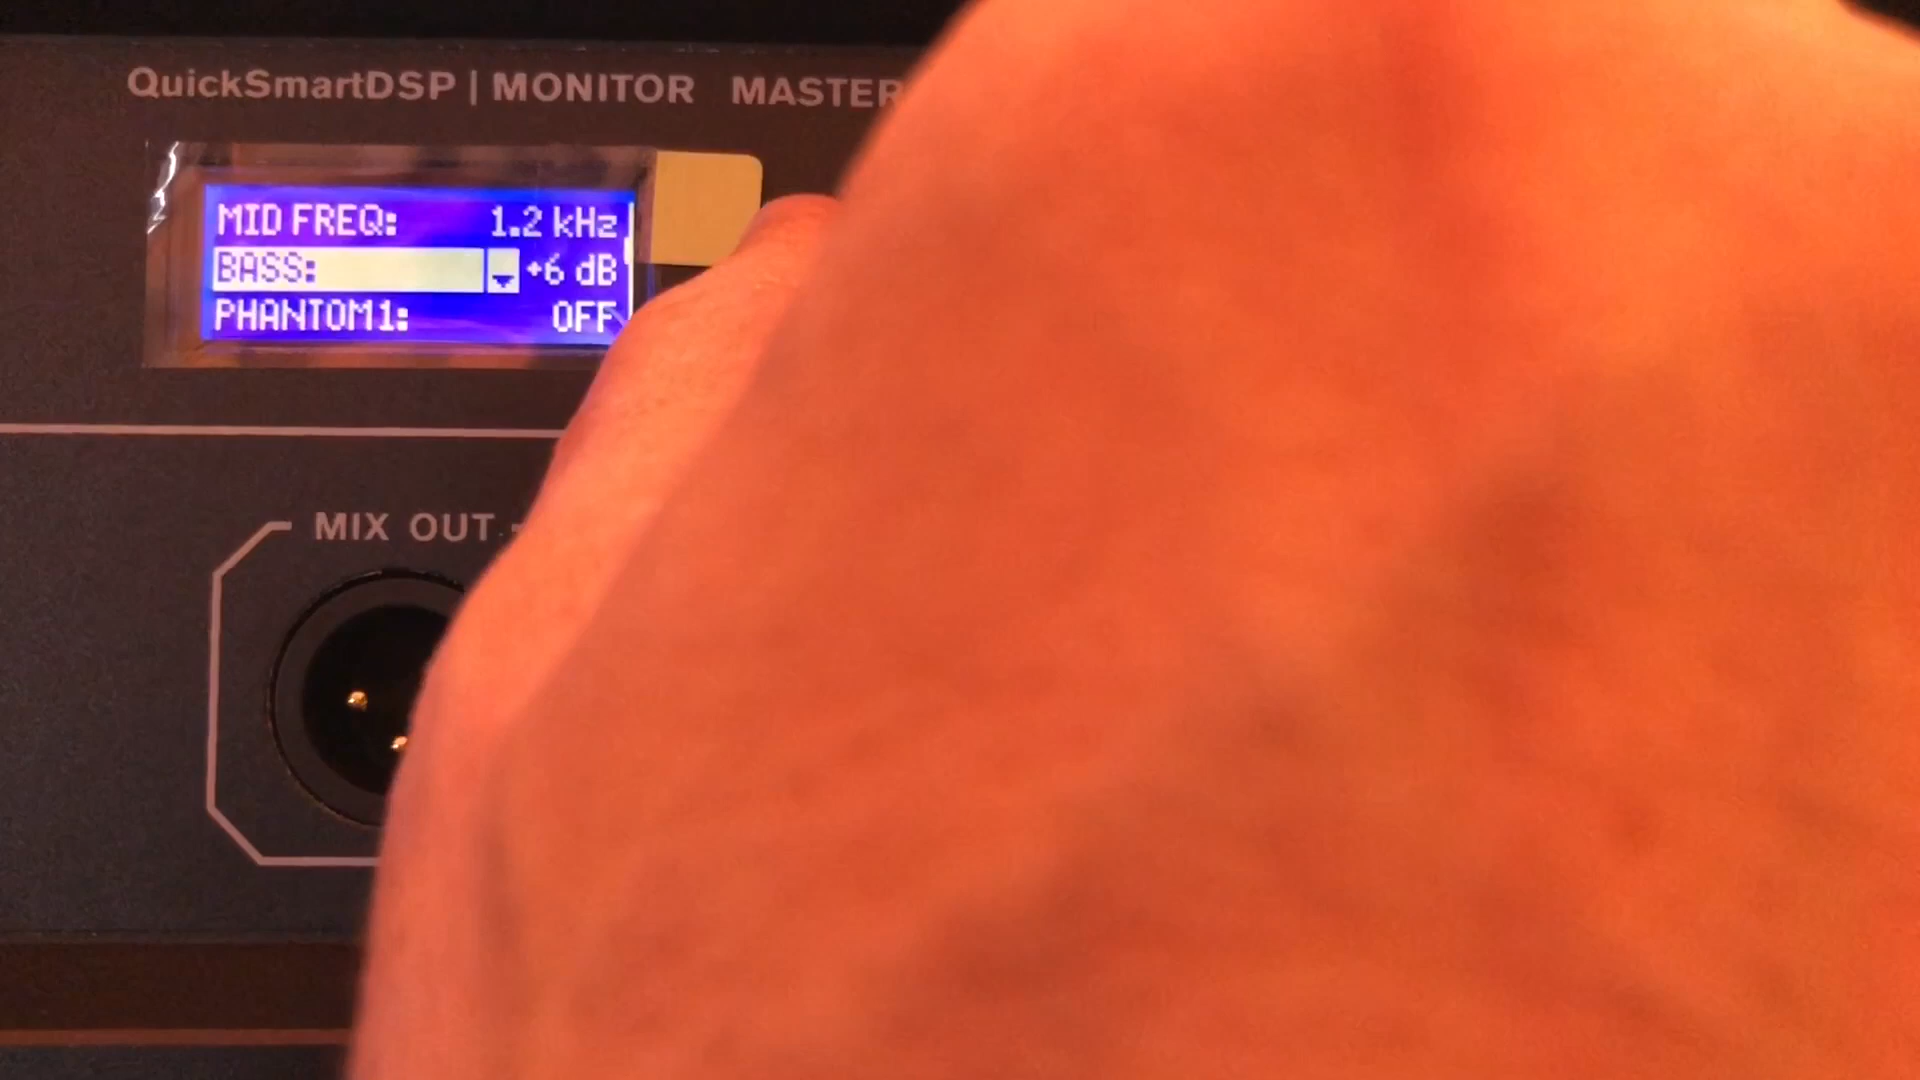 QuickSmartDSP | MONITOR MASTER
MID FREQ: 1.2 kHz
BASS: +6 dB
PHANTOM1: OFF
MIX OUT